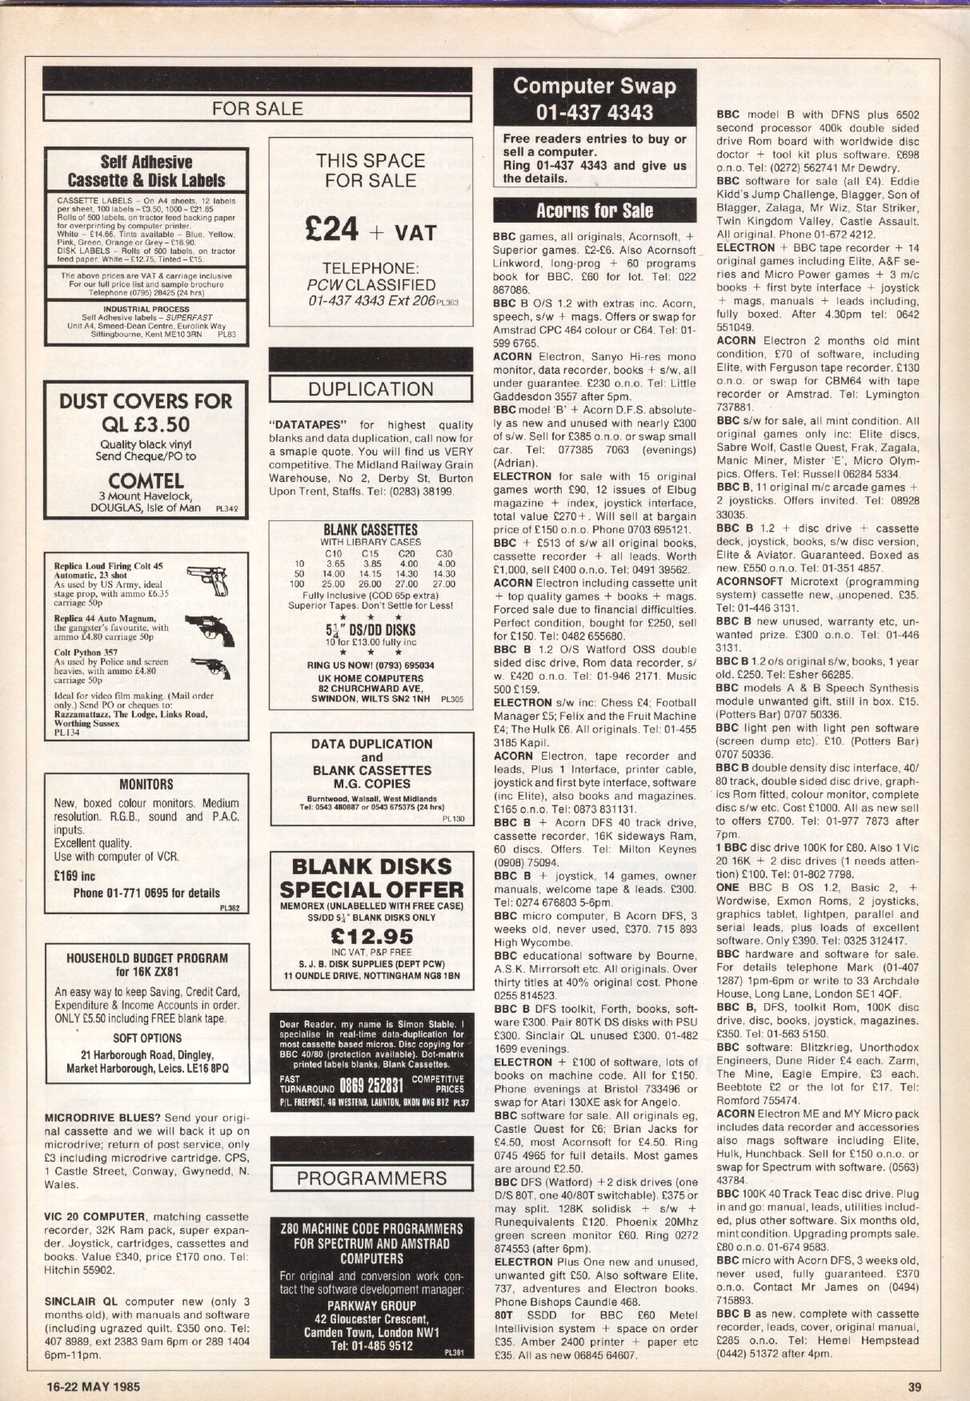 FOR SALE
Self Adhesive
Cassette & Disk Labels
CASSETTE LABELS – On A4 sheets, 12 labels
per sheet, 100 labels – £3.50, 1000 – £21.85
Rolls of 500 labels, on tractor feed backing paper
for overprinting by computer printer.
White – £14.66, Tints available – Blue, Yellow,
Pink, Green, Orange or Grey – £16.90.
DISK LABELS – Rolls of 500 labels, on tractor
feed paper. White – £12.75, Tinted – £15.
The above prices are VAT & carriage inclusive
For our full price list and sample brochure
Telephone (0795) 28425 (24 hrs)
INDUSTRIAL PROCESS
Self Adhesive labels – SUPERFAST
Unit A4, Smeed-Dean Centre, Eurolink Way
Sittingbourne, Kent ME10 3RN PL83
DUST COVERS FOR
QL £3.50
Quality black vinyl
Send Cheque/PO to
COMTEL
3 Mount Havelock,
DOUGLAS, Isle of Man PL342
Replica Loud Firing Colt 45
Automatic, 23 shot
As used by US Army, ideal
stage prop, with ammo £6.35
carriage 50p
Replica 44 Auto Magnum,
the gangster's favourite, with
ammo £4.80 carriage 50p
Colt Python 357
As used by Police and screen
heavies, with ammo £4.80
carriage 50p
Ideal for video film making. (Mail order
only.) Send PO or cheques to:
Razzamattazz, The Lodge, Links Road,
Worthing Sussex
PL134
MONITORS
New, boxed colour monitors. Medium
resolution. R.G.B., sound and P.A.C.
inputs.
Excellent quality.
Use with computer of VCR.
£169 inc
Phone 01-771 0695 for details
PL382
HOUSEHOLD BUDGET PROGRAM
for 16K ZX81
An easy way to keep Saving, Credit Card,
Expenditure & Income Accounts in order.
ONLY £5.50 including FREE blank tape.
SOFT OPTIONS
21 Harborough Road, Dingley,
Market Harborough, Leics. LE16 8PQ
MICRODRIVE BLUES? Send your origi-
nal cassette and we will back it up on
microdrive; return of post service, only
£3 including microdrive cartridge. CPS,
1 Castle Street, Conway, Gwynedd, N.
Wales.
VIC 20 COMPUTER, matching cassette
recorder, 32K Ram pack, super expan-
der. Joystick, cartridges, cassettes and
books. Value £340, price £170 ono. Tel:
Hitchin 55902.
SINCLAIR QL computer new (only 3
months old), with manuals and software
(including ugrazed quilt. £350 ono. Tel:
407 8989, ext 2383 9am 6pm or 289 1404
6pm-11pm.
THIS SPACE
FOR SALE
£24 + VAT
TELEPHONE:
PCW CLASSIFIED
01-437 4343 Ext 206 PL363
DUPLICATION
"DATATAPES" for highest quality
blanks and data duplication, call now for
a smaple quote. You will find us VERY
competitive. The Midland Railway Grain
Warehouse, No 2, Derby St, Burton
Upon Trent, Staffs. Tel: (0283) 38199.
BLANK CASSETTES
WITH LIBRARY CASES
C10 C15 C20 C30
10 3.65 3.85 4.00 4.00
50 14.00 14.15 14.30 14.30
100 25.00 26.00 27.00 27.00
Fully Inclusive (COD 65p extra)
Superior Tapes. Don't Settle for Less!
★ ★ ★
5¼" DS/DD DISKS
10 for £13.00 fully inc
★ ★ ★
RING US NOW! (0793) 695034
UK HOME COMPUTERS
82 CHURCHWARD AVE,
SWINDON, WILTS SN2 1NH PL305
DATA DUPLICATION
and
BLANK CASSETTES
M.G. COPIES
Burntwood, Walsall, West Midlands
Tel: 0543 480887 or 0543 675375 (24 hrs)
PL130
BLANK DISKS
SPECIAL OFFER
MEMOREX (UNLABELLED WITH FREE CASE)
SS/DD 5¼" BLANK DISKS ONLY
£12.95
INC VAT, P&P FREE
S. J. B. DISK SUPPLIES (DEPT PCW)
11 OUNDLE DRIVE, NOTTINGHAM NG8 1BN
Dear Reader, my name is Simon Stable. I
specialise in real-time data-duplication for
most cassette based micros. Disc copying for
BBC 40/80 (protection available). Dot-matrix
printed labels blanks. Blank Cassettes.
FAST TURNAROUND 0869 252831 COMPETITIVE PRICES
P/L. FREEPOST, 46 WESTEND, LAUNTON, OXON OX6 812 PL37
PROGRAMMERS
Z80 MACHINE CODE PROGRAMMERS
FOR SPECTRUM AND AMSTRAD
COMPUTERS
For original and conversion work con-
tact the software development manager:
PARKWAY GROUP
42 Gloucester Crescent,
Camden Town, London NW1
Tel: 01-485 9512
PL381
Computer Swap
01-437 4343
Free readers entries to buy or
sell a computer.
Ring 01-437 4343 and give us
the details.
Acorns for Sale
BBC games, all originals, Acornsoft, +
Superior games. £2-£6. Also Acornsoft
Linkword, long-prog + 60 programs
book for BBC. £60 for lot. Tel: 022
867086.
BBC B O/S 1.2 with extras inc. Acorn,
speech, s/w + mags. Offers or swap for
Amstrad CPC 464 colour or C64. Tel: 01-
599 6765.
ACORN Electron, Sanyo Hi-res mono
monitor, data recorder, books + s/w, all
under guarantee. £230 o.n.o. Tel: Little
Gaddesdon 3557 after 5pm.
BBC model 'B' + Acorn D.F.S. absolute-
ly as new and unused with nearly £300
of s/w. Sell for £385 o.n.o. or swap small
car. Tel: 077385 7063 (evenings)
(Adrian).
ELECTRON for sale with 15 original
games worth £90, 12 issues of Elbug
magazine + index, joystick interface,
total value £270+. Will sell at bargain
price of £150 o.n.o. Phone 0703 695121.
BBC + £513 of s/w all original books,
cassette recorder + all leads. Worth
£1,000, sell £400 o.n.o. Tel: 0491 39562.
ACORN Electron including cassette unit
+ top quality games + books + mags.
Forced sale due to financial difficulties.
Perfect condition, bought for £250, sell
for £150. Tel: 0482 655680.
BBC B 1.2 O/S Watford OSS double
sided disc drive, Rom data recorder, s/
w. £420 o.n.o. Tel: 01-946 2171. Music
500 £159.
ELECTRON s/w inc: Chess £4; Football
Manager £5; Felix and the Fruit Machine
£4; The Hulk £6. All originals. Tel: 01-455
3185 Kapil.
ACORN Electron, tape recorder and
leads, Plus 1 Interface, printer cable,
joystick and first byte interface, software
(inc Elite), also books and magazines.
£165 o.n.o. Tel: 0873 831131.
BBC B + Acorn DFS 40 track drive,
cassette recorder, 16K sideways Ram,
60 discs. Offers. Tel: Milton Keynes
(0908) 75094.
BBC B + joystick, 14 games, owner
manuals, welcome tape & leads. £300.
Tel: 0274 676803 5-6pm.
BBC micro computer, B Acorn DFS, 3
weeks old, never used, £370. 715 893
High Wycombe.
BBC educational software by Bourne,
A.S.K. Mirrorsoft etc. All originals. Over
thirty titles at 40% original cost. Phone
0255 814523.
BBC B DFS toolkit, Forth, books, soft-
ware £300. Pair 80TK DS disks with PSU
£300. Sinclair QL unused £300. 01-482
1699 evenings.
ELECTRON + £100 of software, lots of
books on machine code. All for £150.
Phone evenings at Bristol 733496 or
swap for Atari 130XE ask for Angelo.
BBC software for sale. All originals eg,
Castle Quest for £6; Brian Jacks for
£4.50, most Acornsoft for £4.50. Ring
0745 4965 for full details. Most games
are around £2.50.
BBC DFS (Watford) +2 disk drives (one
D/S 80T, one 40/80T switchable). £375 or
may split. 128K solidisk + s/w +
Runequivalents £120. Phoenix 20Mhz
green screen monitor £60. Ring 0272
874553 (after 6pm).
ELECTRON Plus One new and unused,
unwanted gift £50. Also software Elite,
737, adventures and Electron books.
Phone Bishops Caundle 468.
80T SSDD for BBC £60 Metel
Intellivision system + space on order
£35. Amber 2400 printer + paper etc
£35. All as new 06845 64607.
BBC model B with DFNS plus 6502
second processor 400k double sided
drive Rom board with worldwide disc
doctor + tool kit plus software. £698
o.n.o. Tel: (0272) 562741 Mr Dewdry.
BBC software for sale (all £4). Eddie
Kidd's Jump Challenge, Blagger, Son of
Blagger, Zalaga, Mr Wiz, Star Striker,
Twin Kingdom Valley, Castle Assault.
All original. Phone 01-672 4212.
ELECTRON + BBC tape recorder + 14
original games including Elite, A&F se-
ries and Micro Power games + 3 m/c
books + first byte interface + joystick
+ mags, manuals + leads including,
fully boxed. After 4.30pm tel: 0642
551049.
ACORN Electron 2 months old mint
condition, £70 of software, including
Elite, with Ferguson tape recorder. £130
o.n.o. or swap for CBM64 with tape
recorder or Amstrad. Tel: Lymington
737881.
BBC s/w for sale, all mint condition. All
original games only inc: Elite discs,
Sabre Wolf, Castle Quest, Frak, Zagala,
Manic Miner, Mister 'E', Micro Olym-
pics. Offers. Tel: Russell 06284 5334.
BBC B, 11 original m/c arcade games +
2 joysticks. Offers invited. Tel: 08928
33035.
BBC B 1.2 + disc drive + cassette
deck, joystick, books, s/w disc version,
Elite & Aviator. Guaranteed. Boxed as
new. £550 o.n.o. Tel: 01-351 4857.
ACORNSOFT Microtext (programming
system) cassette new, unopened. £35.
Tel: 01-446 3131.
BBC B new unused, warranty etc, un-
wanted prize. £300 o.n.o. Tel: 01-446
3131.
BBC B 1.2 o/s original s/w, books, 1 year
old. £250. Tel: Esher 66285.
BBC models A & B Speech Synthesis
module unwanted gift, still in box. £15.
(Potters Bar) 0707 50336.
BBC light pen with light pen software
(screen dump etc). £10. (Potters Bar)
0707 50336.
BBC B double density disc interface, 40/
80 track, double sided disc drive, graph-
ics Rom fitted, colour monitor, complete
disc s/w etc. Cost £1000. All as new sell
to offers £700. Tel: 01-977 7873 after
7pm.
1 BBC disc drive 100K for £80. Also 1 Vic
20 16K + 2 disc drives (1 needs atten-
tion) £100. Tel: 01-802 7798.
ONE BBC B OS 1.2, Basic 2, +
Wordwise, Exmon Roms, 2 joysticks,
graphics tablet, lightpen, parallel and
serial leads, plus loads of excellent
software. Only £390. Tel: 0325 312417.
BBC hardware and software for sale.
For details telephone Mark (01-407
1287) 1pm-6pm or write to 33 Archdale
House, Long Lane, London SE1 4QF.
BBC B, DFS, toolkit Rom, 100K disc
drive, disc, books, joystick, magazines.
£350. Tel: 01-563 5150.
BBC software: Blitzkrieg, Unorthodox
Engineers, Dune Rider £4 each. Zarm,
The Mine, Eagle Empire, £3 each.
Beebtote £2 or the lot for £17. Tel:
Romford 755474.
ACORN Electron ME and MY Micro pack
includes data recorder and accessories
also mags software including Elite,
Hulk, Hunchback. Sell for £150 o.n.o. or
swap for Spectrum with software. (0563)
43784.
BBC 100K 40 Track Teac disc drive. Plug
in and go: manual, leads, utilities includ-
ed, plus other software. Six months old,
mint condition. Upgrading prompts sale.
£80 o.n.o. 01-674 9583.
BBC micro with Acorn DFS, 3 weeks old,
never used, fully guaranteed. £370
o.n.o. Contact Mr James on (0494)
715893.
BBC B as new, complete with cassette
recorder, leads, cover, original manual,
£285 o.n.o. Tel: Hemel Hempstead
(0442) 51372 after 4pm.
16-22 MAY 1985
39